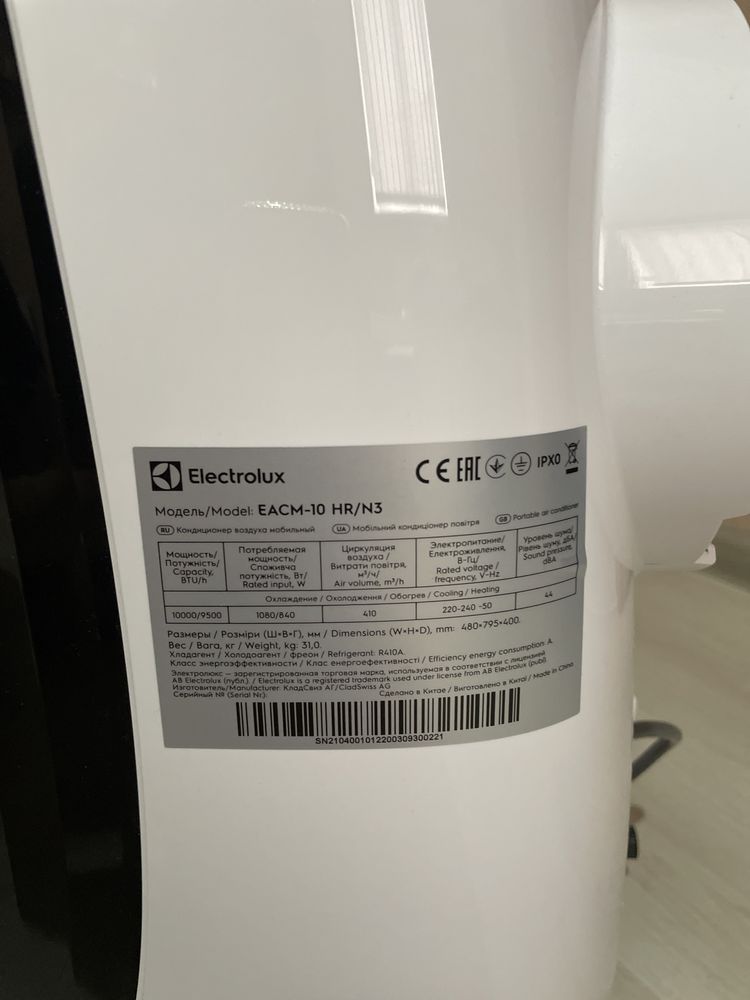 Electrolux
CE EAC IPX0
Модель/Model: EACM-10 HR/N3
RU Кондиционер воздуха мобильный UA Мобільний кондиціонер повітря GB Portable air conditioner
Мощность/
Потужність/
Capacity,
BTU/h
Потребляемая
мощность/
Споживча
потужність, Вт/
Rated input, W
Циркуляция
воздуха /
Витрати повітря,
м³/ч/
Air volume, m³/h
Электропитание/
Електроживлення,
В-Гц/
Rated voltage /
frequency, V-Hz
Уровень шума/
Рівень шуму, дБА/
Sound pressure,
dBA
Охлаждение / Охолодження / Обогрев / Cooling / Heating
10000/9500 1080/840 410 220-240 -50 44
Размеры / Розміри (Ш×В×Г), мм / Dimensions (W×H×D), mm: 480×795×400.
Вес / Вага, кг / Weight, kg: 31,0.
Хладагент / Холодоагент / фреон / Refrigerant: R410A.
Класс энергоэффективности / Клас енергоефективності / Efficiency energy consumption: A.
Электролюкс — зарегистрированная торговая марка, используемая в соответствии с лицензией
AB Electrolux (публ.) / Electrolux is a registered trademark used under license from AB Electrolux (publ).
Изготовитель/Manufacturer: КладСвиз АГ/CladSwiss AG
Сделано в Китае / Виготовлено в Китаї / Made in China
Серийный № (Serial Nr):
SN2104001012200309300221